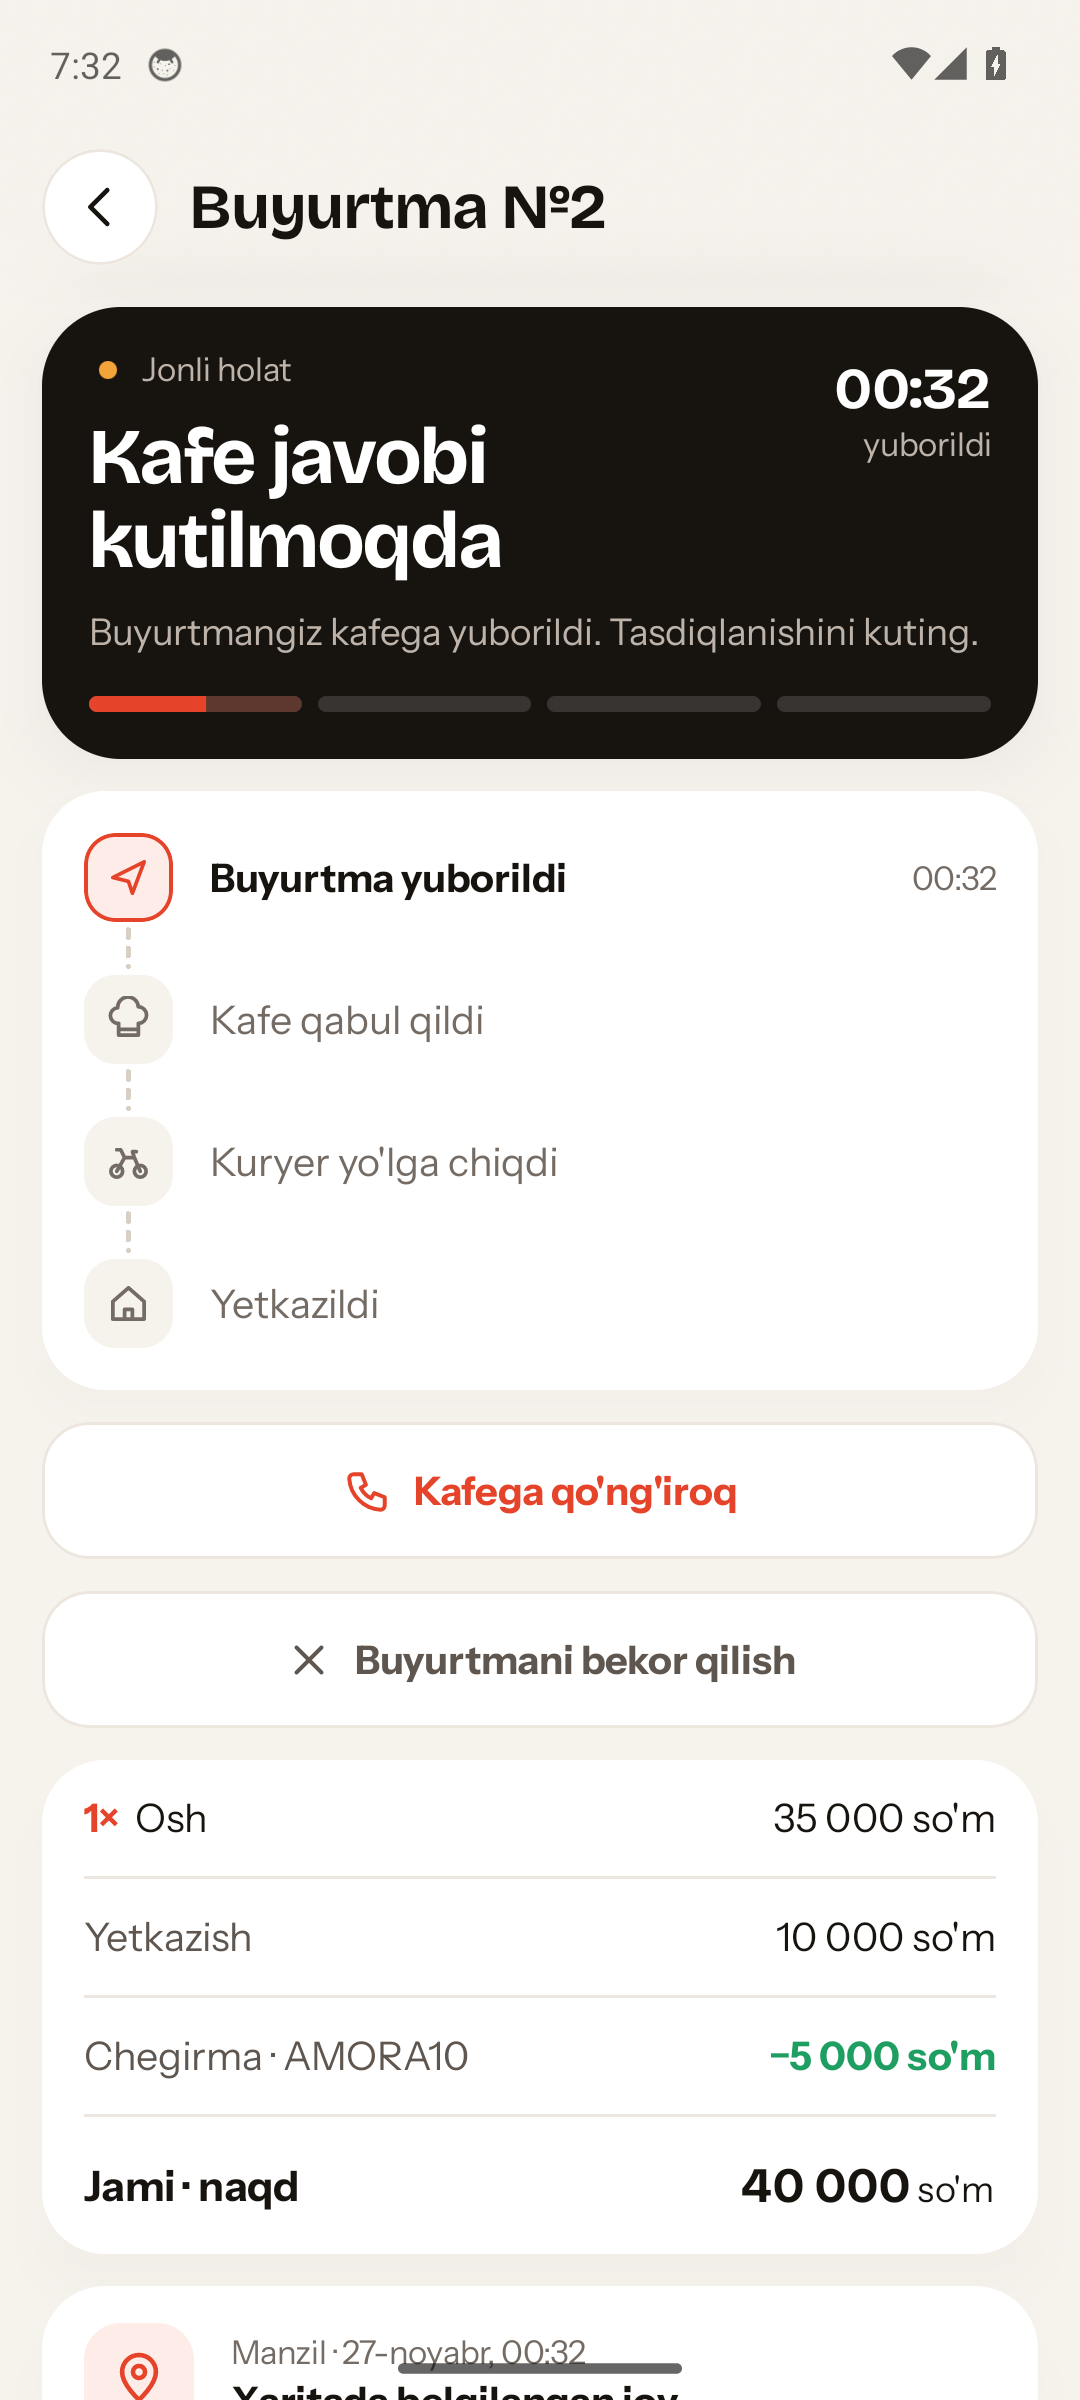 7:32
Buyurtma №2
Jonli holat
00:32
yuborildi
Kafe javobi
kutilmoqda
Buyurtmangiz kafega yuborildi. Tasdiqlanishini kuting.
Buyurtma yuborildi 00:32
Kafe qabul qildi
Kuryer yo'lga chiqdi
Yetkazildi
Kafega qo'ng'iroq
Buyurtmani bekor qilish
1× Osh 35 000 so'm
Yetkazish 10 000 so'm
Chegirma · AMORA10 −5 000 so'm
Jami · naqd 40 000 so'm
Manzil · 27-noyabr, 00:32
Xaritada belgilangan joy